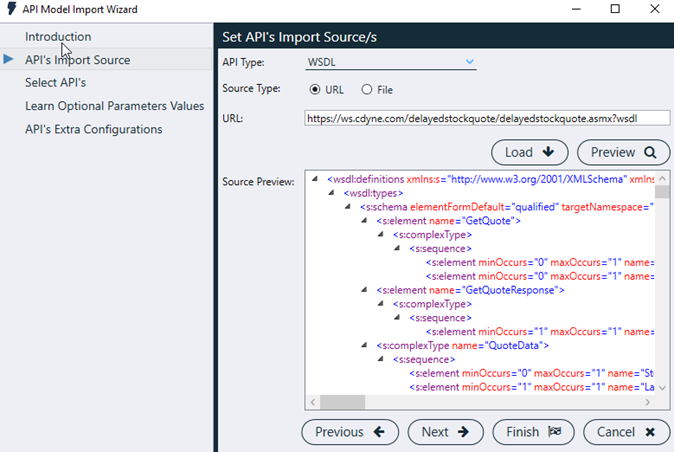 API Model Import Wizard
Introduction
API's Import Source
Select API's
Learn Optional Parameters Values
API's Extra Configurations
Set API's Import Source/s
API Type: WSDL
Source Type: URL File
URL: https://ws.cdyne.com/delayedstockquote/delayedstockquote.asmx?wsdl
Load Preview
Source Preview:
<wsdl:definitions xmlns:s="http://www.w3.org/2001/XMLSchema" xmlns
<wsdl:types>
<s:schema elementFormDefault="qualified" targetNamespace="
<s:element name="GetQuote">
<s:complexType>
<s:sequence>
<s:element minOccurs="0" maxOccurs="1" name=
<s:element minOccurs="0" maxOccurs="1" name=
<s:element name="GetQuoteResponse">
<s:complexType>
<s:sequence>
<s:element minOccurs="1" maxOccurs="1" name=
<s:complexType name="QuoteData">
<s:sequence>
<s:element minOccurs="0" maxOccurs="1" name="St
<s:element minOccurs="1" maxOccurs="1" name="La
Previous Next Finish Cancel